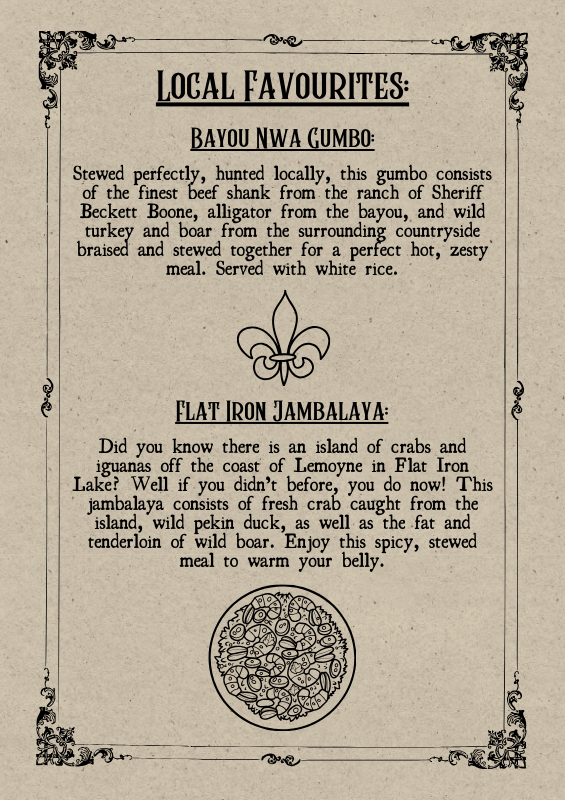 Local Favourites:
Bayou Nwa Gumbo:
Stewed perfectly, hunted locally, this gumbo consists
of the finest beef shank from the ranch of Sheriff
Beckett Boone, alligator from the bayou, and wild
turkey and boar from the surrounding countryside
braised and stewed together for a perfect hot, zesty
meal. Served with white rice.
Flat Iron Jambalaya:
Did you know there is an island of crabs and
iguanas off the coast of Lemoyne in Flat Iron
Lake? Well if you didn't before, you do now! This
jambalaya consists of fresh crab caught from the
island, wild pekin duck, as well as the fat and
tenderloin of wild boar. Enjoy this spicy, stewed
meal to warm your belly.